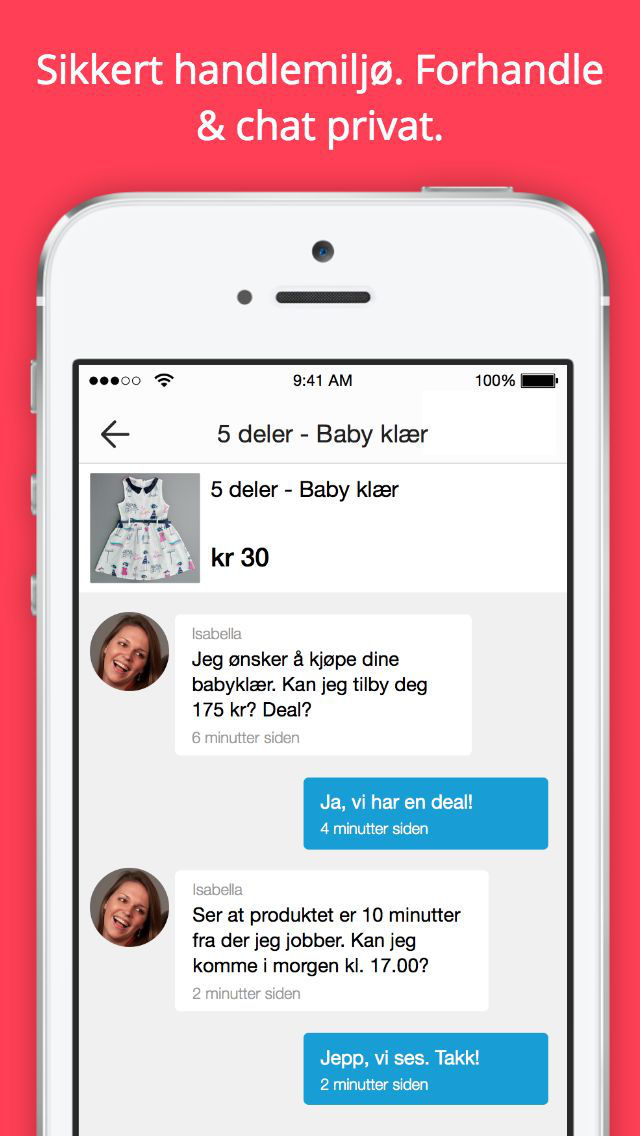 Sikkert handlemiljø. Forhandle
& chat privat.
9:41 AM
100%
5 deler - Baby klær
5 deler - Baby klær
kr 30
Isabella
Jeg ønsker å kjøpe dine
babyklær. Kan jeg tilby deg
175 kr? Deal?
6 minutter siden
Ja, vi har en deal!
4 minutter siden
Isabella
Ser at produktet er 10 minutter
fra der jeg jobber. Kan jeg
komme i morgen kl. 17.00?
2 minutter siden
Jepp, vi ses. Takk!
2 minutter siden